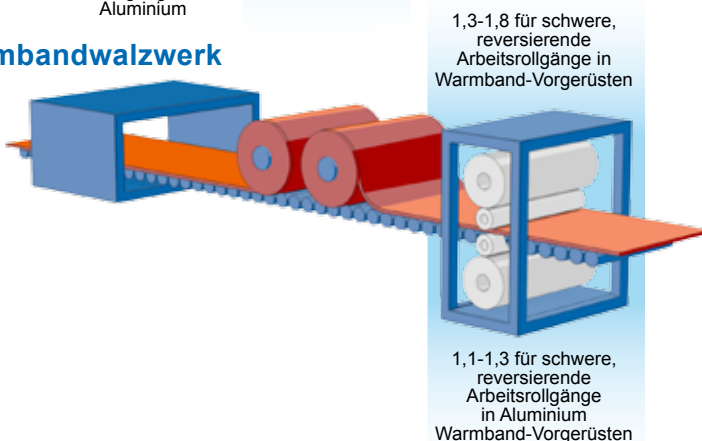 Aluminium
1,3-1,8 für schwere,
reversierende
Arbeitsrollgänge in
Warmband-Vorgerüsten
mbandwalzwerk
1,1-1,3 für schwere,
reversierende
Arbeitsrollgänge
in Aluminium
Warmband-Vorgerüsten